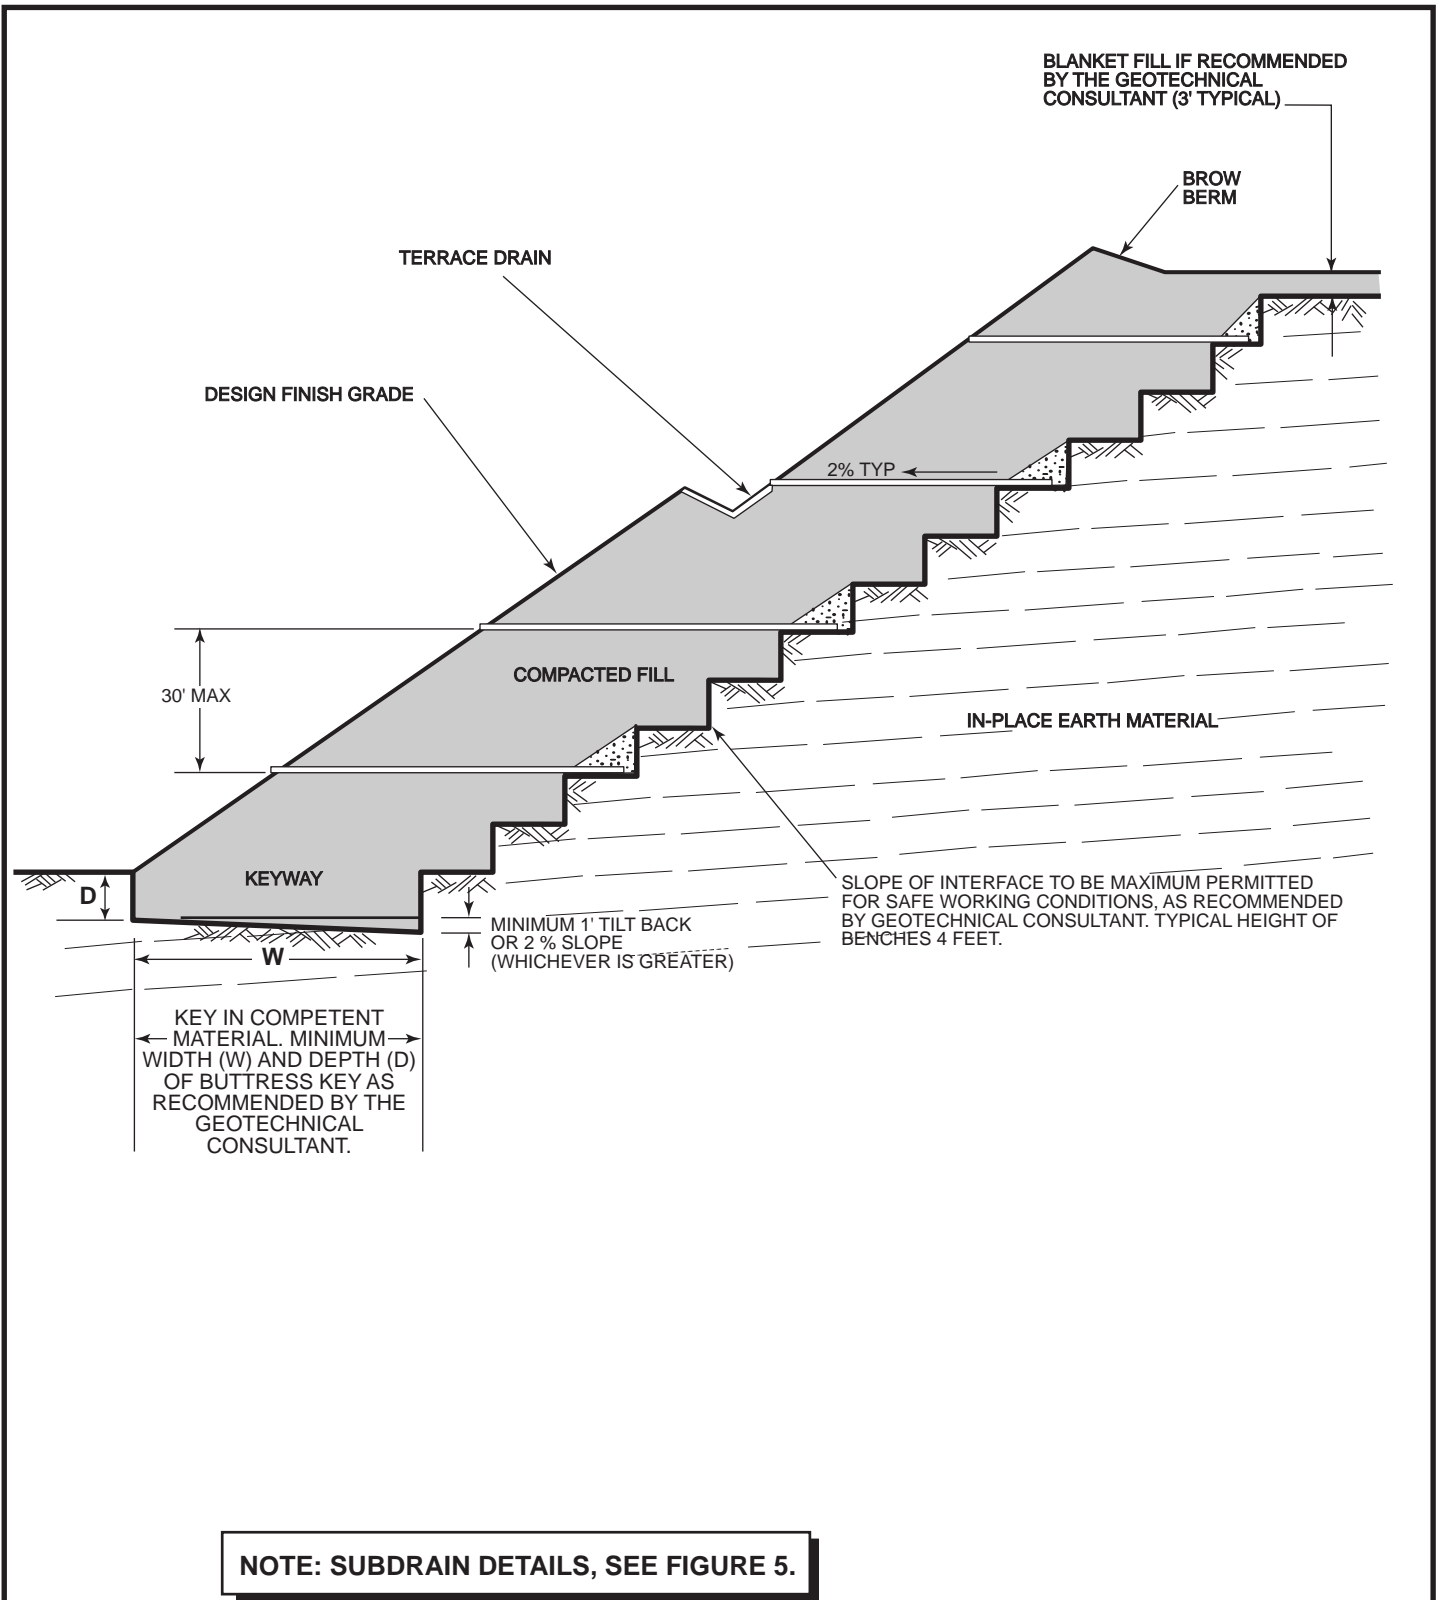 BLANKET FILL IF RECOMMENDED
BY THE GEOTECHNICAL
CONSULTANT (3' TYPICAL)
BROW
BERM
TERRACE DRAIN
DESIGN FINISH GRADE
2% TYP
30' MAX
COMPACTED FILL
IN-PLACE EARTH MATERIAL
KEYWAY
D
SLOPE OF INTERFACE TO BE MAXIMUM PERMITTED
FOR SAFE WORKING CONDITIONS, AS RECOMMENDED
BY GEOTECHNICAL CONSULTANT. TYPICAL HEIGHT OF
BENCHES 4 FEET.
MINIMUM 1' TILT BACK
OR 2 % SLOPE
(WHICHEVER IS GREATER)
W
KEY IN COMPETENT
MATERIAL. MINIMUM
WIDTH (W) AND DEPTH (D)
OF BUTTRESS KEY AS
RECOMMENDED BY THE
GEOTECHNICAL
CONSULTANT.
NOTE: SUBDRAIN DETAILS, SEE FIGURE 5.